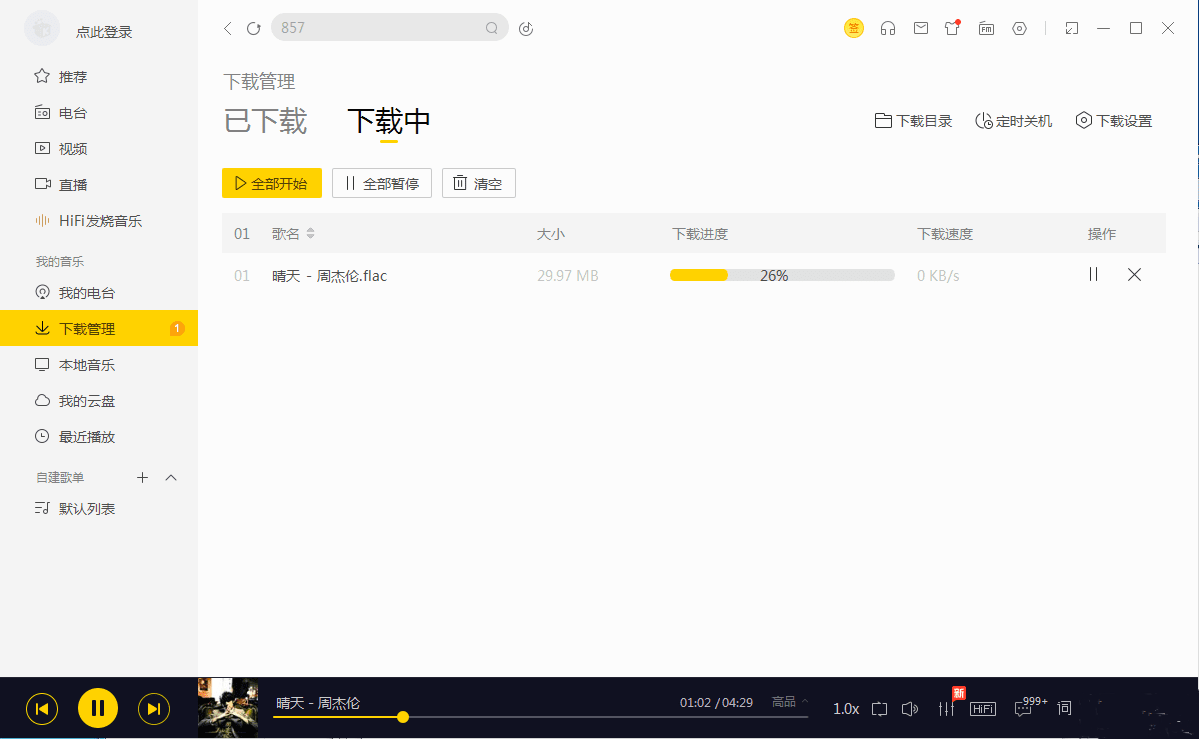 点此登录
857
签
FM
推荐
电台
视频
直播
HiFi发烧音乐
我的音乐
我的电台
下载管理 1
本地音乐
我的云盘
最近播放
自建歌单
默认列表
下载管理
已下载 下载中
下载目录 定时关机 下载设置
全部开始 全部暂停 清空
01 歌名 大小 下载进度 下载速度 操作
01 晴天 - 周杰伦.flac 29.97 MB 26% 0 KB/s
晴天 - 周杰伦 01:02 / 04:29 高品
1.0x 新 HiFi 999+ 词